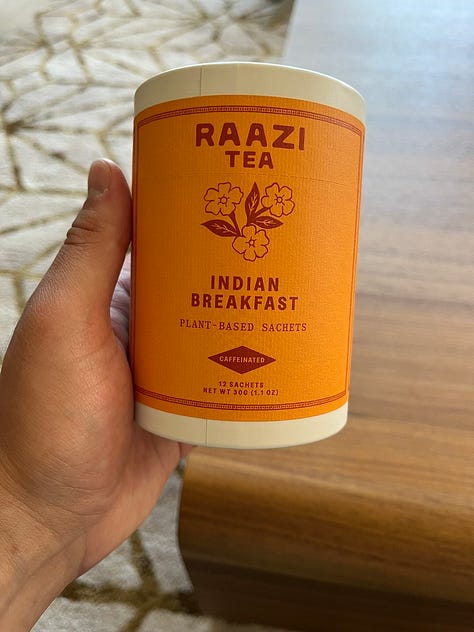 RAAZI
TEA
INDIAN
BREAKFAST
PLANT-BASED SACHETS
CAFFEINATED
12 SACHETS
NET WT 30G (1.1 OZ)